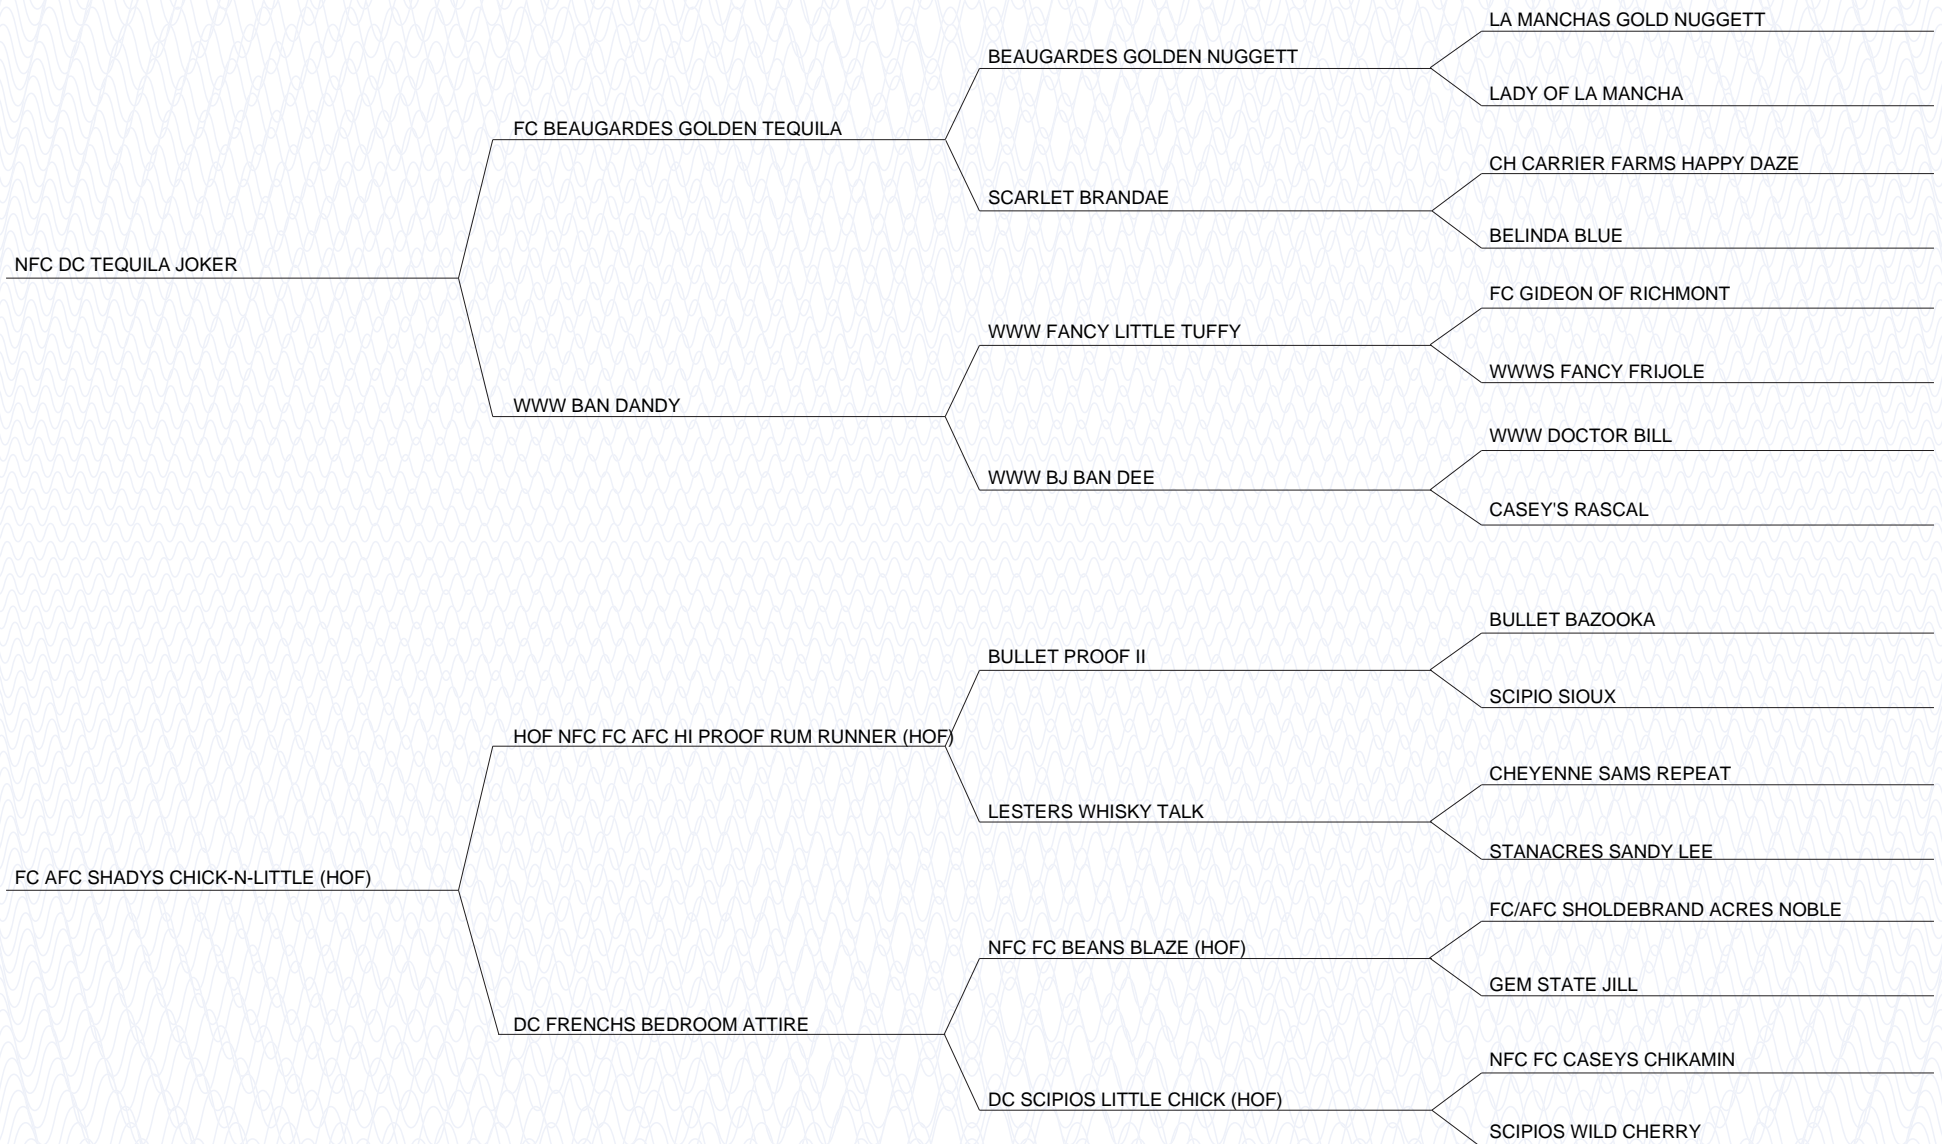 LA MANCHAS GOLD NUGGETT
BEAUGARDES GOLDEN NUGGETT
LADY OF LA MANCHA
FC BEAUGARDES GOLDEN TEQUILA
CH CARRIER FARMS HAPPY DAZE
SCARLET BRANDAE
BELINDA BLUE
NFC DC TEQUILA JOKER
FC GIDEON OF RICHMONT
WWW FANCY LITTLE TUFFY
WWWS FANCY FRIJOLE
WWW BAN DANDY
WWW DOCTOR BILL
WWW BJ BAN DEE
CASEY'S RASCAL
BULLET BAZOOKA
BULLET PROOF II
SCIPIO SIOUX
HOF NFC FC AFC HI PROOF RUM RUNNER (HOF)
CHEYENNE SAMS REPEAT
LESTERS WHISKY TALK
STANACRES SANDY LEE
FC AFC SHADYS CHICK-N-LITTLE (HOF)
FC/AFC SHOLDEBRAND ACRES NOBLE
NFC FC BEANS BLAZE (HOF)
GEM STATE JILL
DC FRENCHS BEDROOM ATTIRE
NFC FC CASEYS CHIKAMIN
DC SCIPIOS LITTLE CHICK (HOF)
SCIPIOS WILD CHERRY